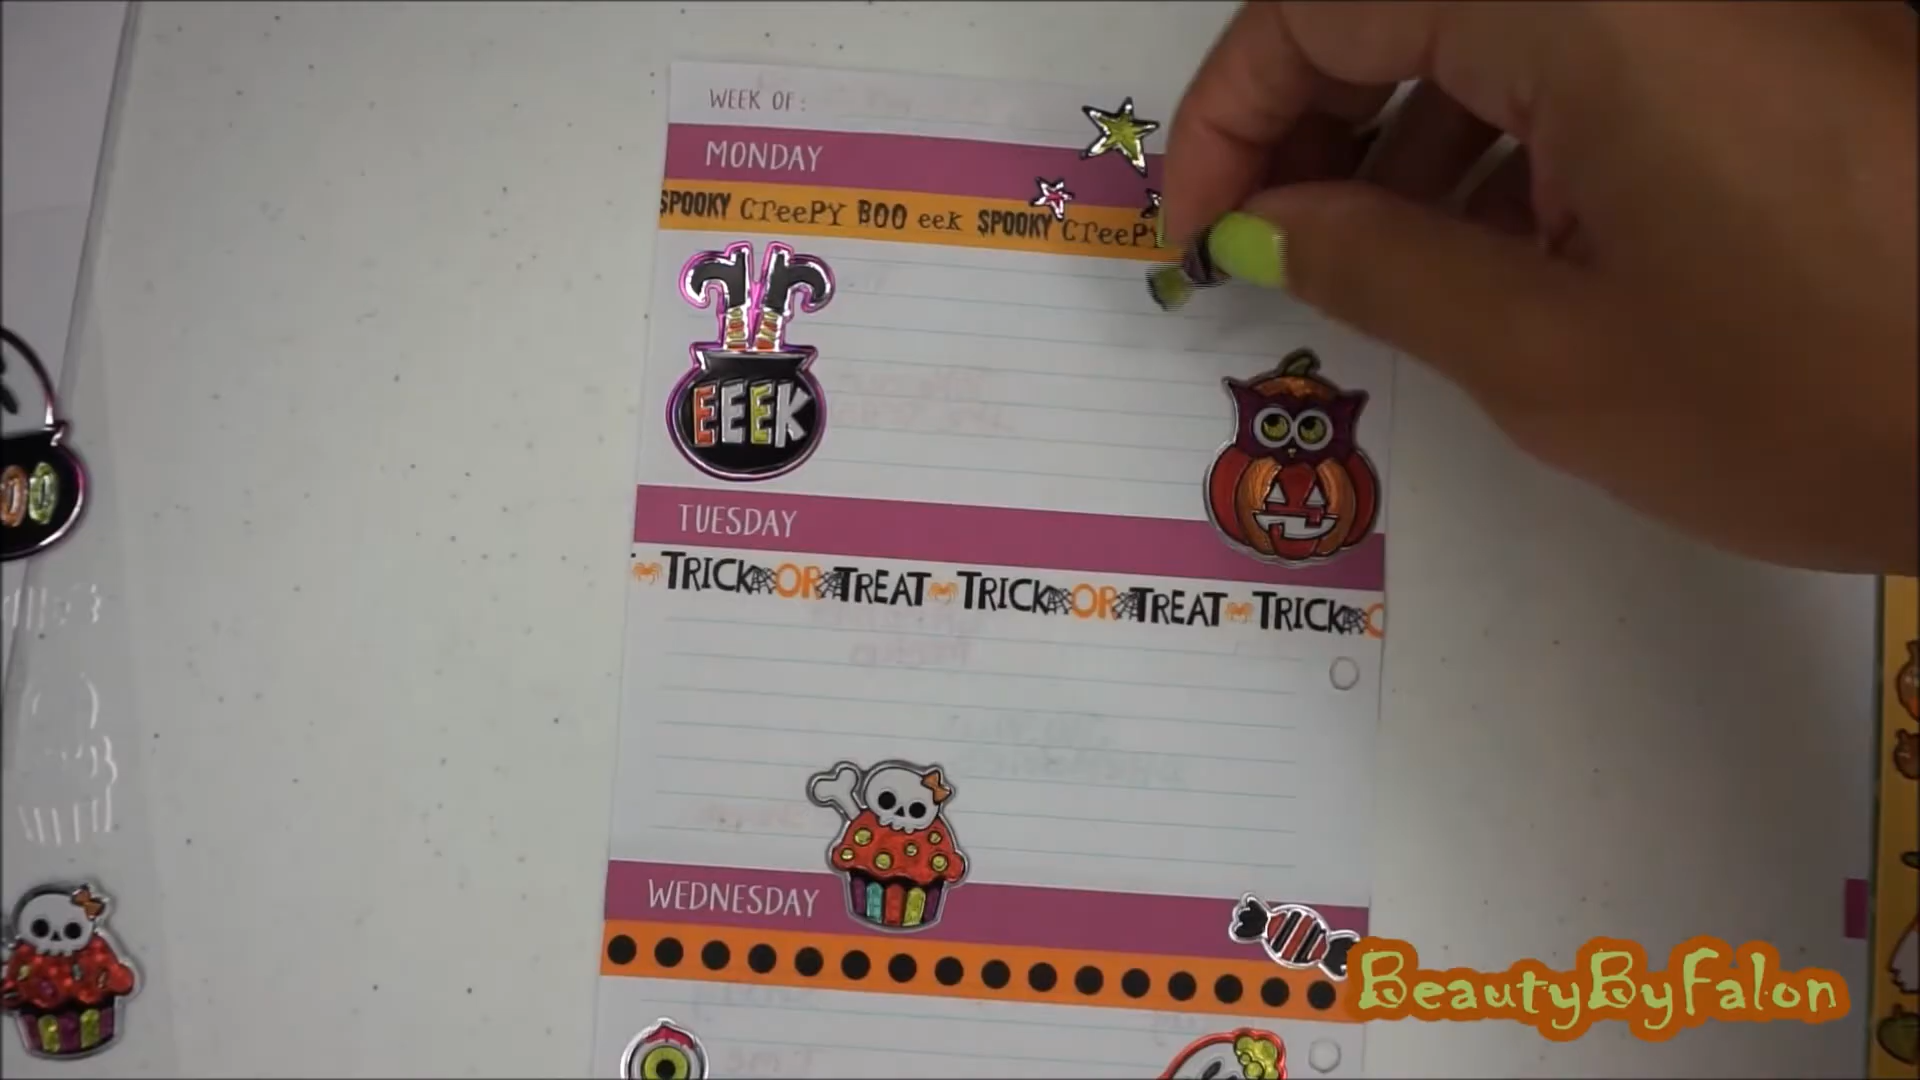 WEEK OF:
MONDAY
SPOOKY CreePY BOO eek SPOOKY CreePY
EEEK
TUESDAY
TRICK OR TREAT TRICK OR TREAT TRICK O
WEDNESDAY
BeautyByFalon